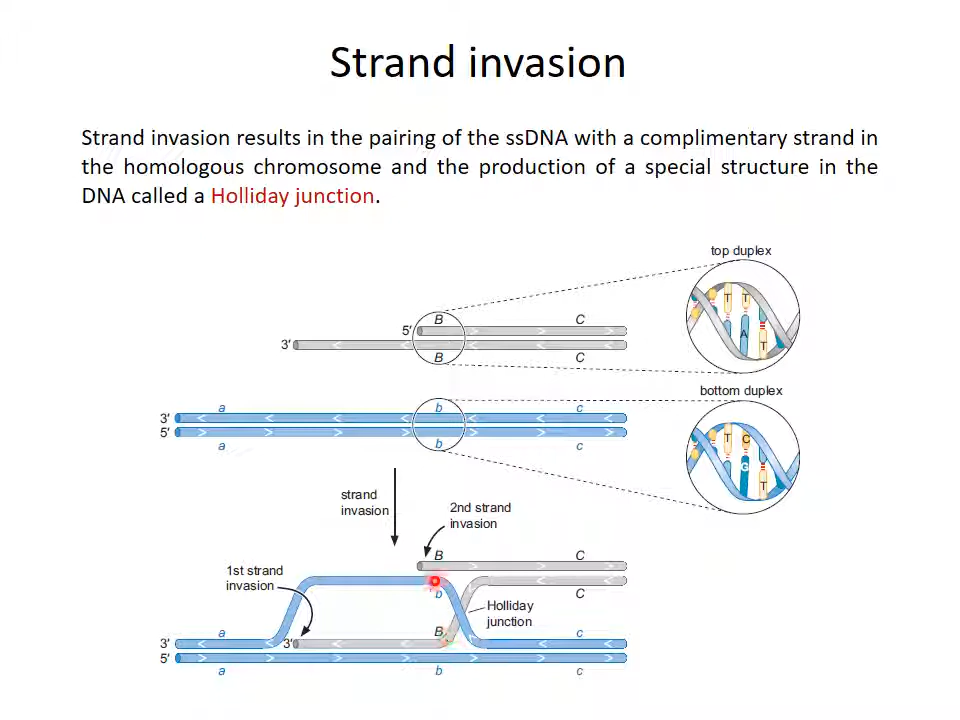 Strand invasion
Strand invasion results in the pairing of the ssDNA with a complimentary strand in
the homologous chromosome and the production of a special structure in the
DNA called a Holliday junction.
top duplex
T T
A
T
B C
5′
3′
B C
bottom duplex
T C
G
T
a b c
3′
5′
a b c
strand
invasion
2nd strand
invasion
B C
1st strand
invasion
b C
Holliday
junction
a B c
3′ 3′
5′
a b c